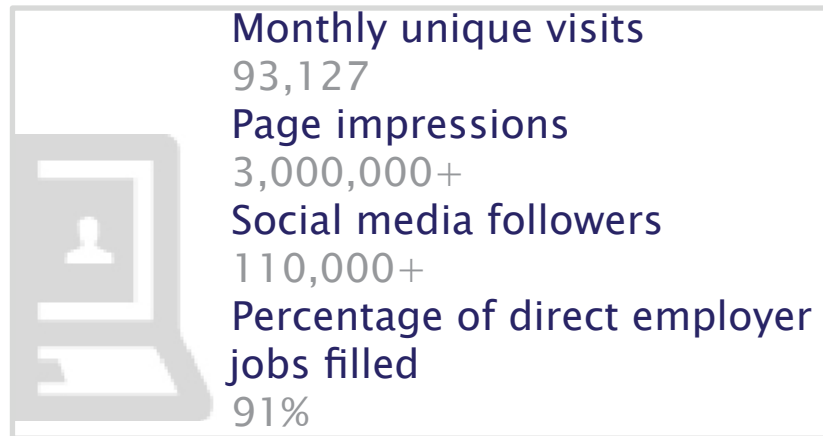 Monthly unique visits
93,127
Page impressions
3,000,000+
Social media followers
110,000+
Percentage of direct employer
jobs filled
91%